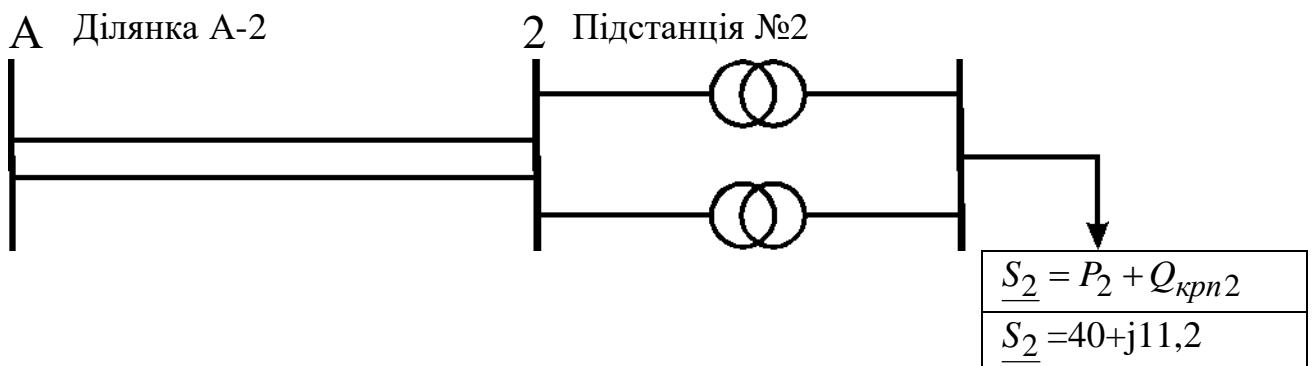 А Ділянка А-2 2 Підстанція №2
S2 = P2 + Qкрп2
S2 =40+j11,2